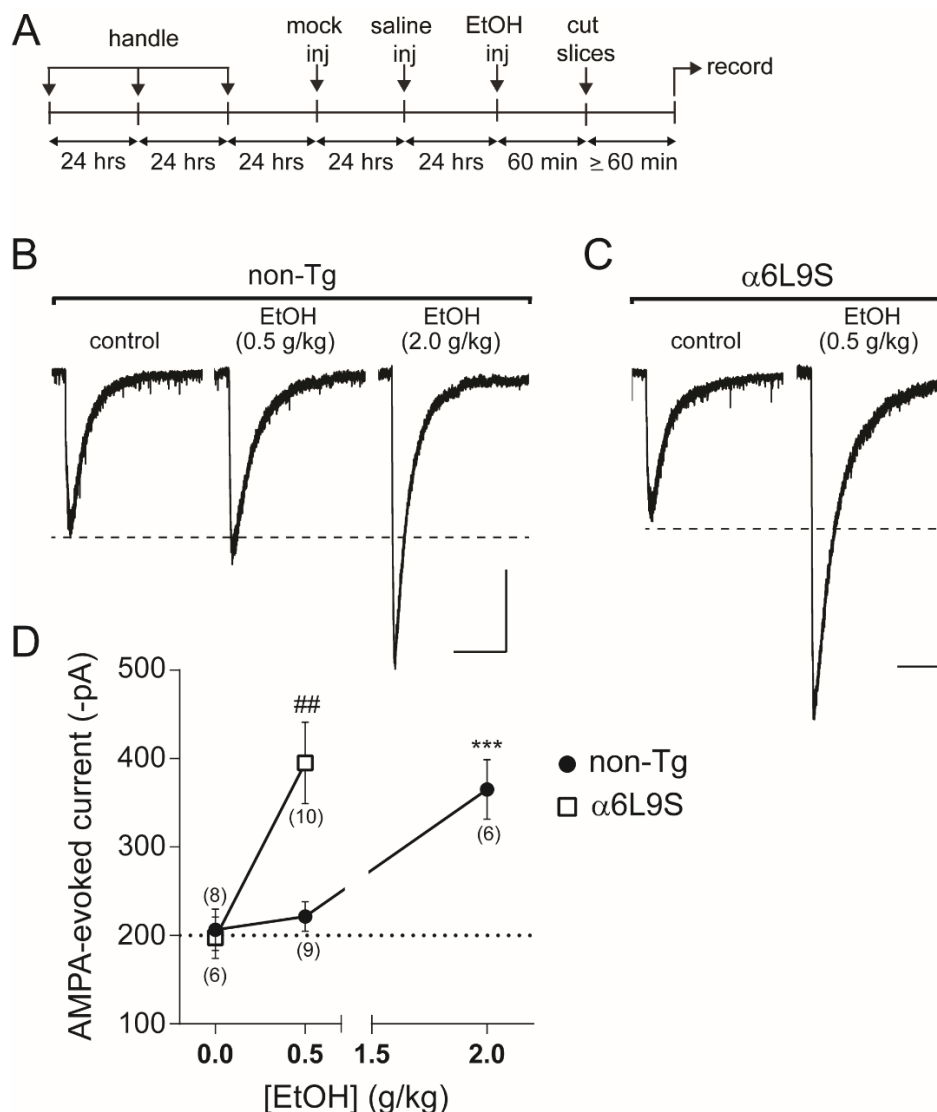 A
handle
mock
inj
saline
inj
EtOH
inj
cut
slices
record
24 hrs 24 hrs 24 hrs 24 hrs 24 hrs 60 min ≥ 60 min
B
non-Tg
control
EtOH
(0.5 g/kg)
EtOH
(2.0 g/kg)
C
α6L9S
control
EtOH
(0.5 g/kg)
D
AMPA-evoked current (-pA)
500
400
300
200
100
##
***
(10)
(6)
(8)
(9)
(6)
non-Tg
α6L9S
0.0 0.5 1.5 2.0
[EtOH] (g/kg)